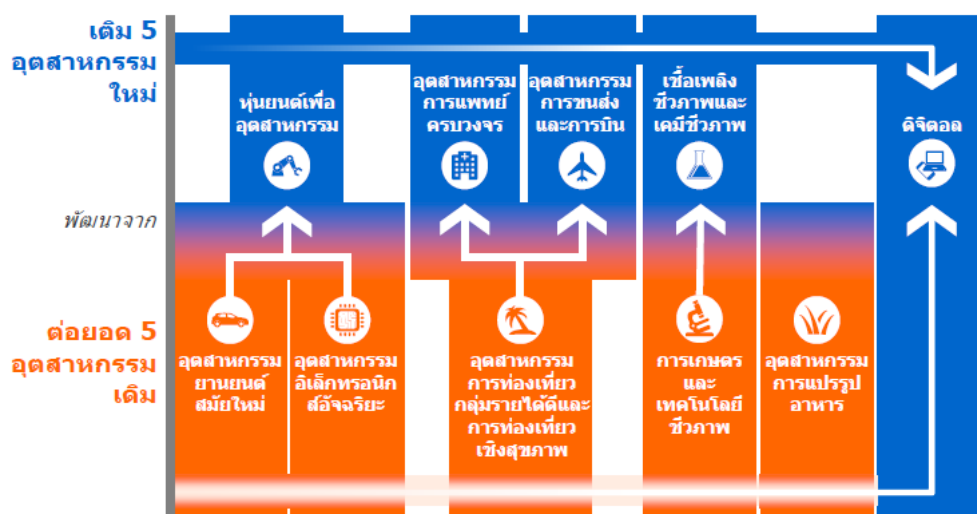 เติม 5
อุตสาหกรรม
ใหม่
หุ่นยนต์เพื่อ
อุตสาหกรรม
อุตสาหกรรม
การแพทย์
ครบวงจร
อุตสาหกรรม
การขนส่ง
และการบิน
เชื้อเพลิง
ชีวภาพและ
เคมีชีวภาพ
ดิจิตอล
พัฒนาจาก
ต่อยอด 5
อุตสาหกรรม
เดิม
อุตสาหกรรม
ยานยนต์
สมัยใหม่
อุตสาหกรรม
อิเล็กทรอนิก
ส์อัจฉริยะ
อุตสาหกรรม
การท่องเที่ยว
กลุ่มรายได้ดีและ
การท่องเที่ยว
เชิงสุขภาพ
การเกษตร
และ
เทคโนโลยี
ชีวภาพ
อุตสาหกรรม
การแปรรูป
อาหาร